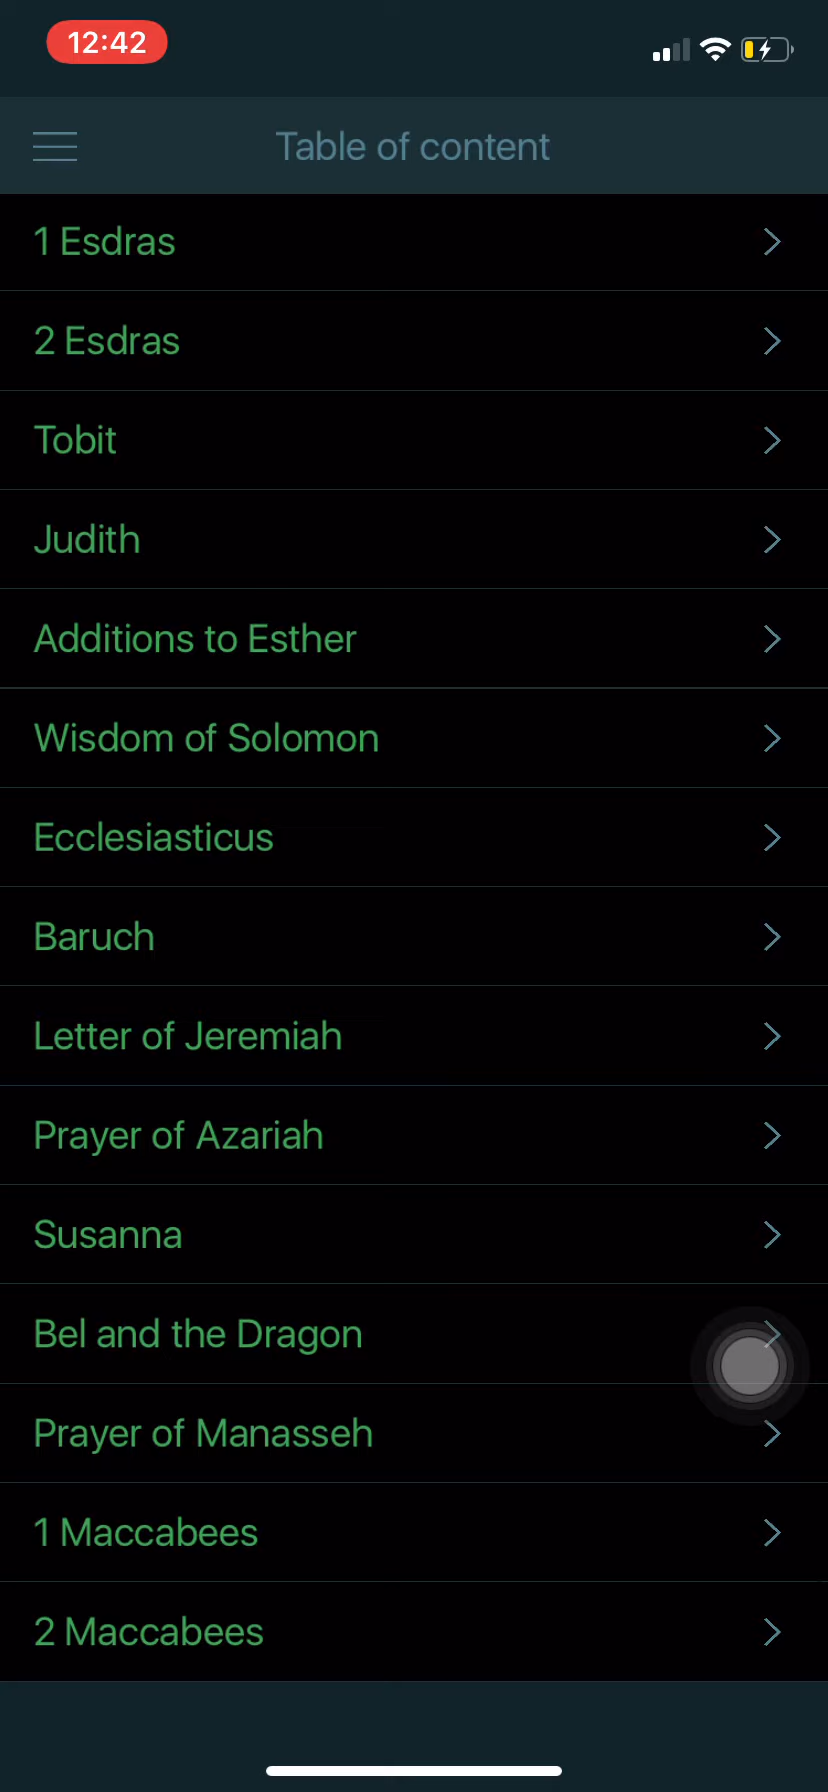 12:42
Table of content
1 Esdras
2 Esdras
Tobit
Judith
Additions to Esther
Wisdom of Solomon
Ecclesiasticus
Baruch
Letter of Jeremiah
Prayer of Azariah
Susanna
Bel and the Dragon
Prayer of Manasseh
1 Maccabees
2 Maccabees